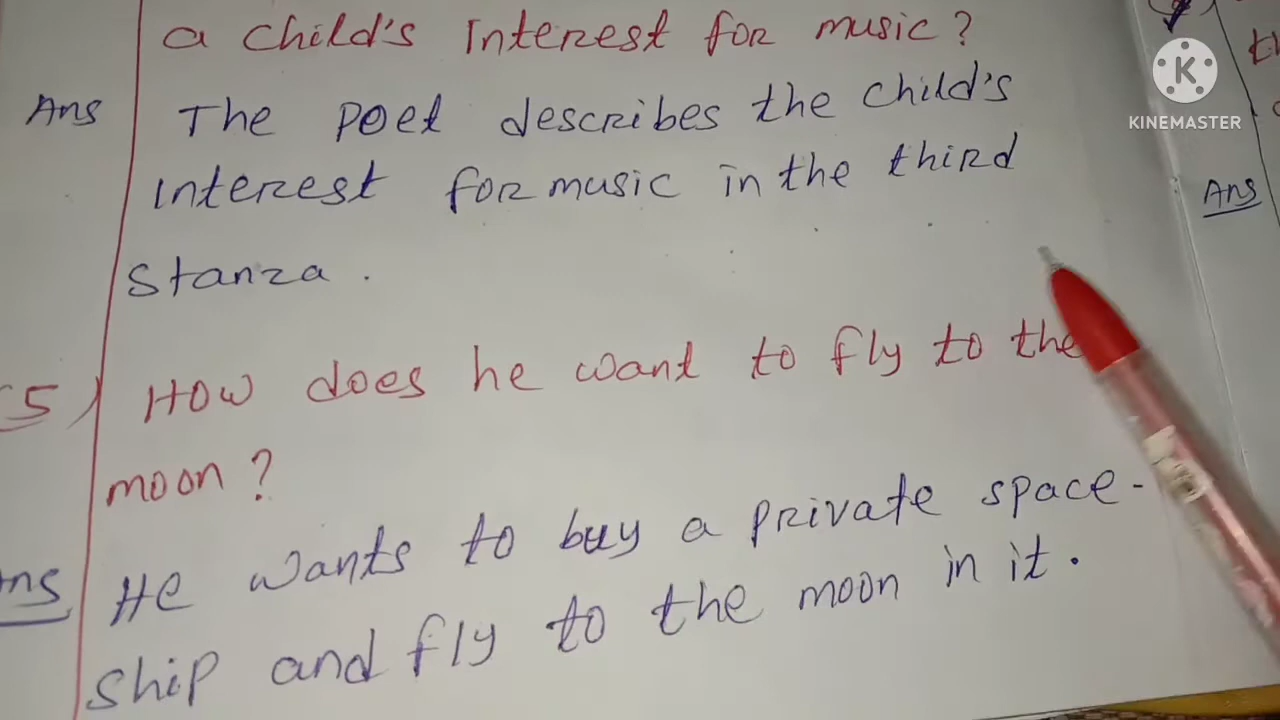 a child's Interest for music?
Ans The poet describes the child's
Interest for music in the third
stanza.
5) How does he want to fly to the
moon?
Ans He wants to buy a private space-
ship and fly to the moon in it.
Ans
KINEMASTER